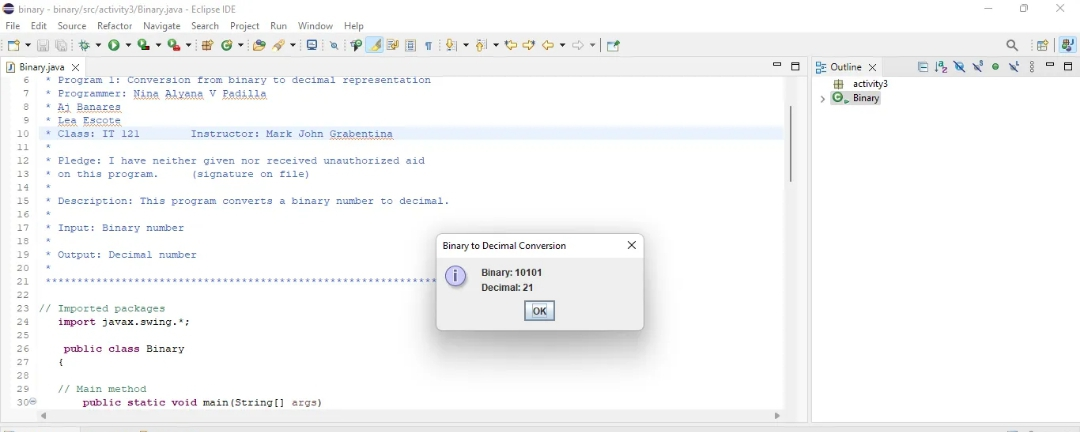 binary - binary/src/activity3/Binary.java - Eclipse IDE
File Edit Source Refactor Navigate Search Project Run Window Help
Binary.java
Outline
activity3
Binary
6 * Program 1: Conversion from binary to decimal representation
7 * Programmer: Nina Alyana V Padilla
8 * Aj Banares
9 * Lea Escote
10 * Class: IT 121 Instructor: Mark John Grabentina
11 *
12 * Pledge: I have neither given nor received unauthorized aid
13 * on this program. (signature on file)
14 *
15 * Description: This program converts a binary number to decimal.
16 *
17 * Input: Binary number
18 *
19 * Output: Decimal number
20 *
21 ****************************************************************
22
23 // Imported packages
24 import javax.swing.*;
25
26 public class Binary
27 {
28
29 // Main method
30 public static void main(String[] args)
Binary to Decimal Conversion
Binary: 10101
Decimal: 21
OK